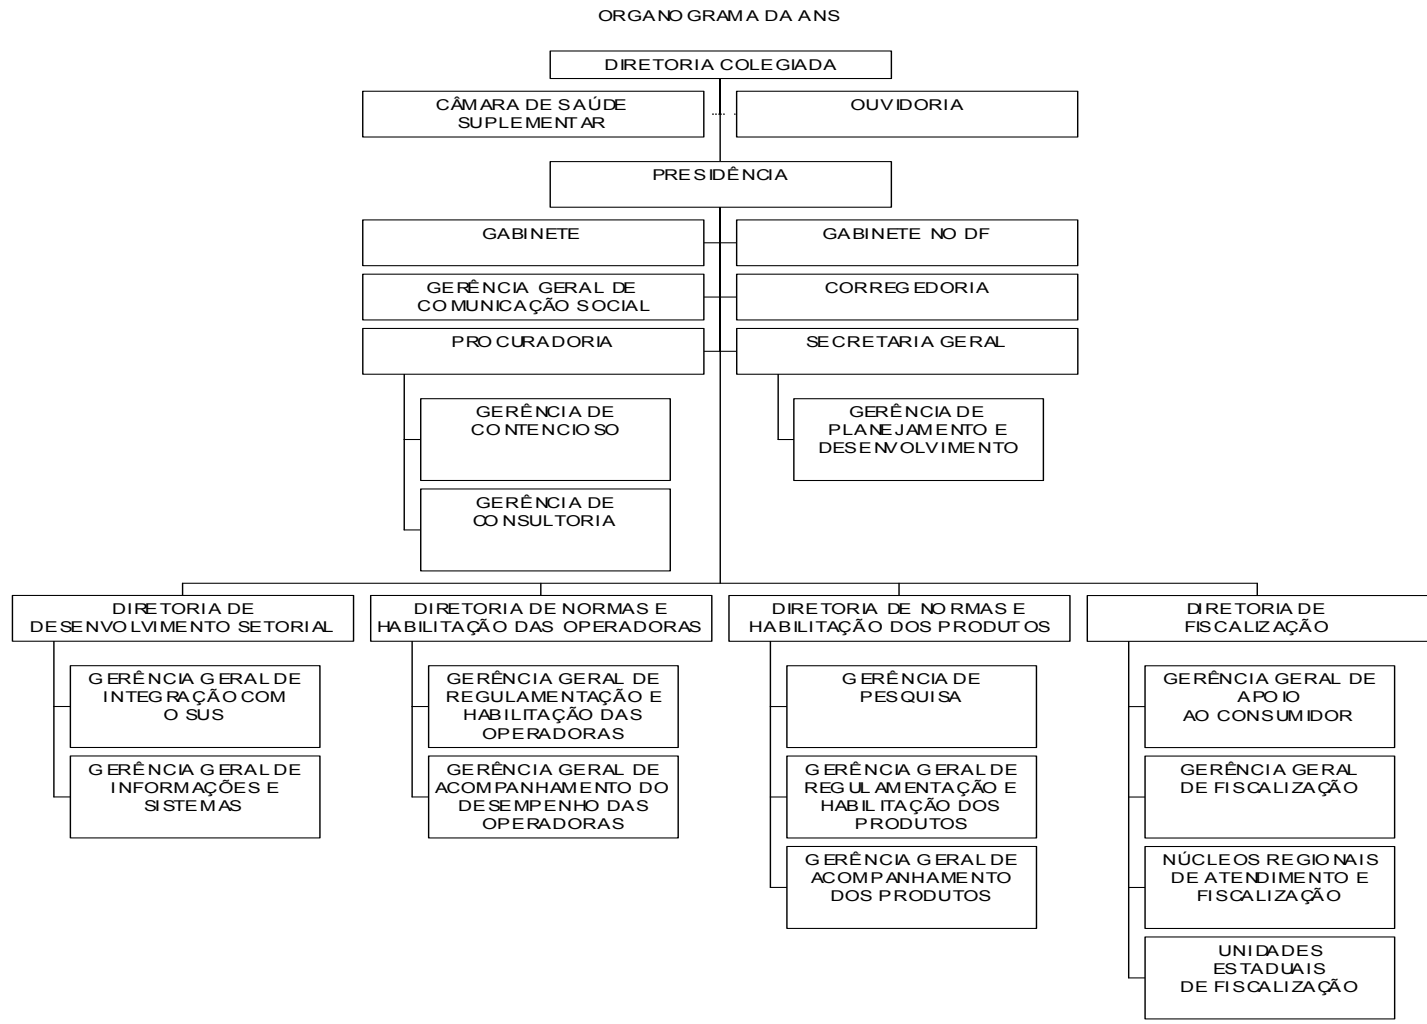 ORGANOGRAMA DA ANS
DIRETORIA COLEGIADA
CÂMARA DE SAÚDE
SUPLEMENTAR
OUVIDORIA
PRESIDÊNCIA
GABINETE
GABINETE NO DF
GERÊNCIA GERAL DE
COMUNICAÇÃO SOCIAL
CORREGEDORIA
PROCURADORIA
SECRETARIA GERAL
GERÊNCIA DE
CONTENCIOSO
GERÊNCIA DE
PLANEJAMENTO E
DESENVOLVIMENTO
GERÊNCIA DE
CONSULTORIA
DIRETORIA DE
DESENVOLVIMENTO SETORIAL
GERÊNCIA GERAL DE
INTEGRAÇÃO COM
O SUS
GERÊNCIA GERAL DE
INFORMAÇÕES E
SISTEMAS
DIRETORIA DE NORMAS E
HABILITAÇÃO DAS OPERADORAS
GERÊNCIA GERAL DE
REGULAMENTAÇÃO E
HABILITAÇÃO DAS
OPERADORAS
GERÊNCIA GERAL DE
ACOMPANHAMENTO DO
DESEMPENHO DAS
OPERADORAS
DIRETORIA DE NORMAS E
HABILITAÇÃO DOS PRODUTOS
GERÊNCIA DE
PESQUISA
GERÊNCIA GERAL DE
REGULAMENTAÇÃO E
HABILITAÇÃO DOS
PRODUTOS
GERÊNCIA GERAL DE
ACOMPANHAMENTO
DOS PRODUTOS
DIRETORIA DE
FISCALIZAÇÃO
GERÊNCIA GERAL DE
APOIO
AO CONSUMIDOR
GERÊNCIA GERAL
DE FISCALIZAÇÃO
NÚCLEOS REGIONAIS
DE ATENDIMENTO E
FISCALIZAÇÃO
UNIDADES
ESTADUAIS
DE FISCALIZAÇÃO